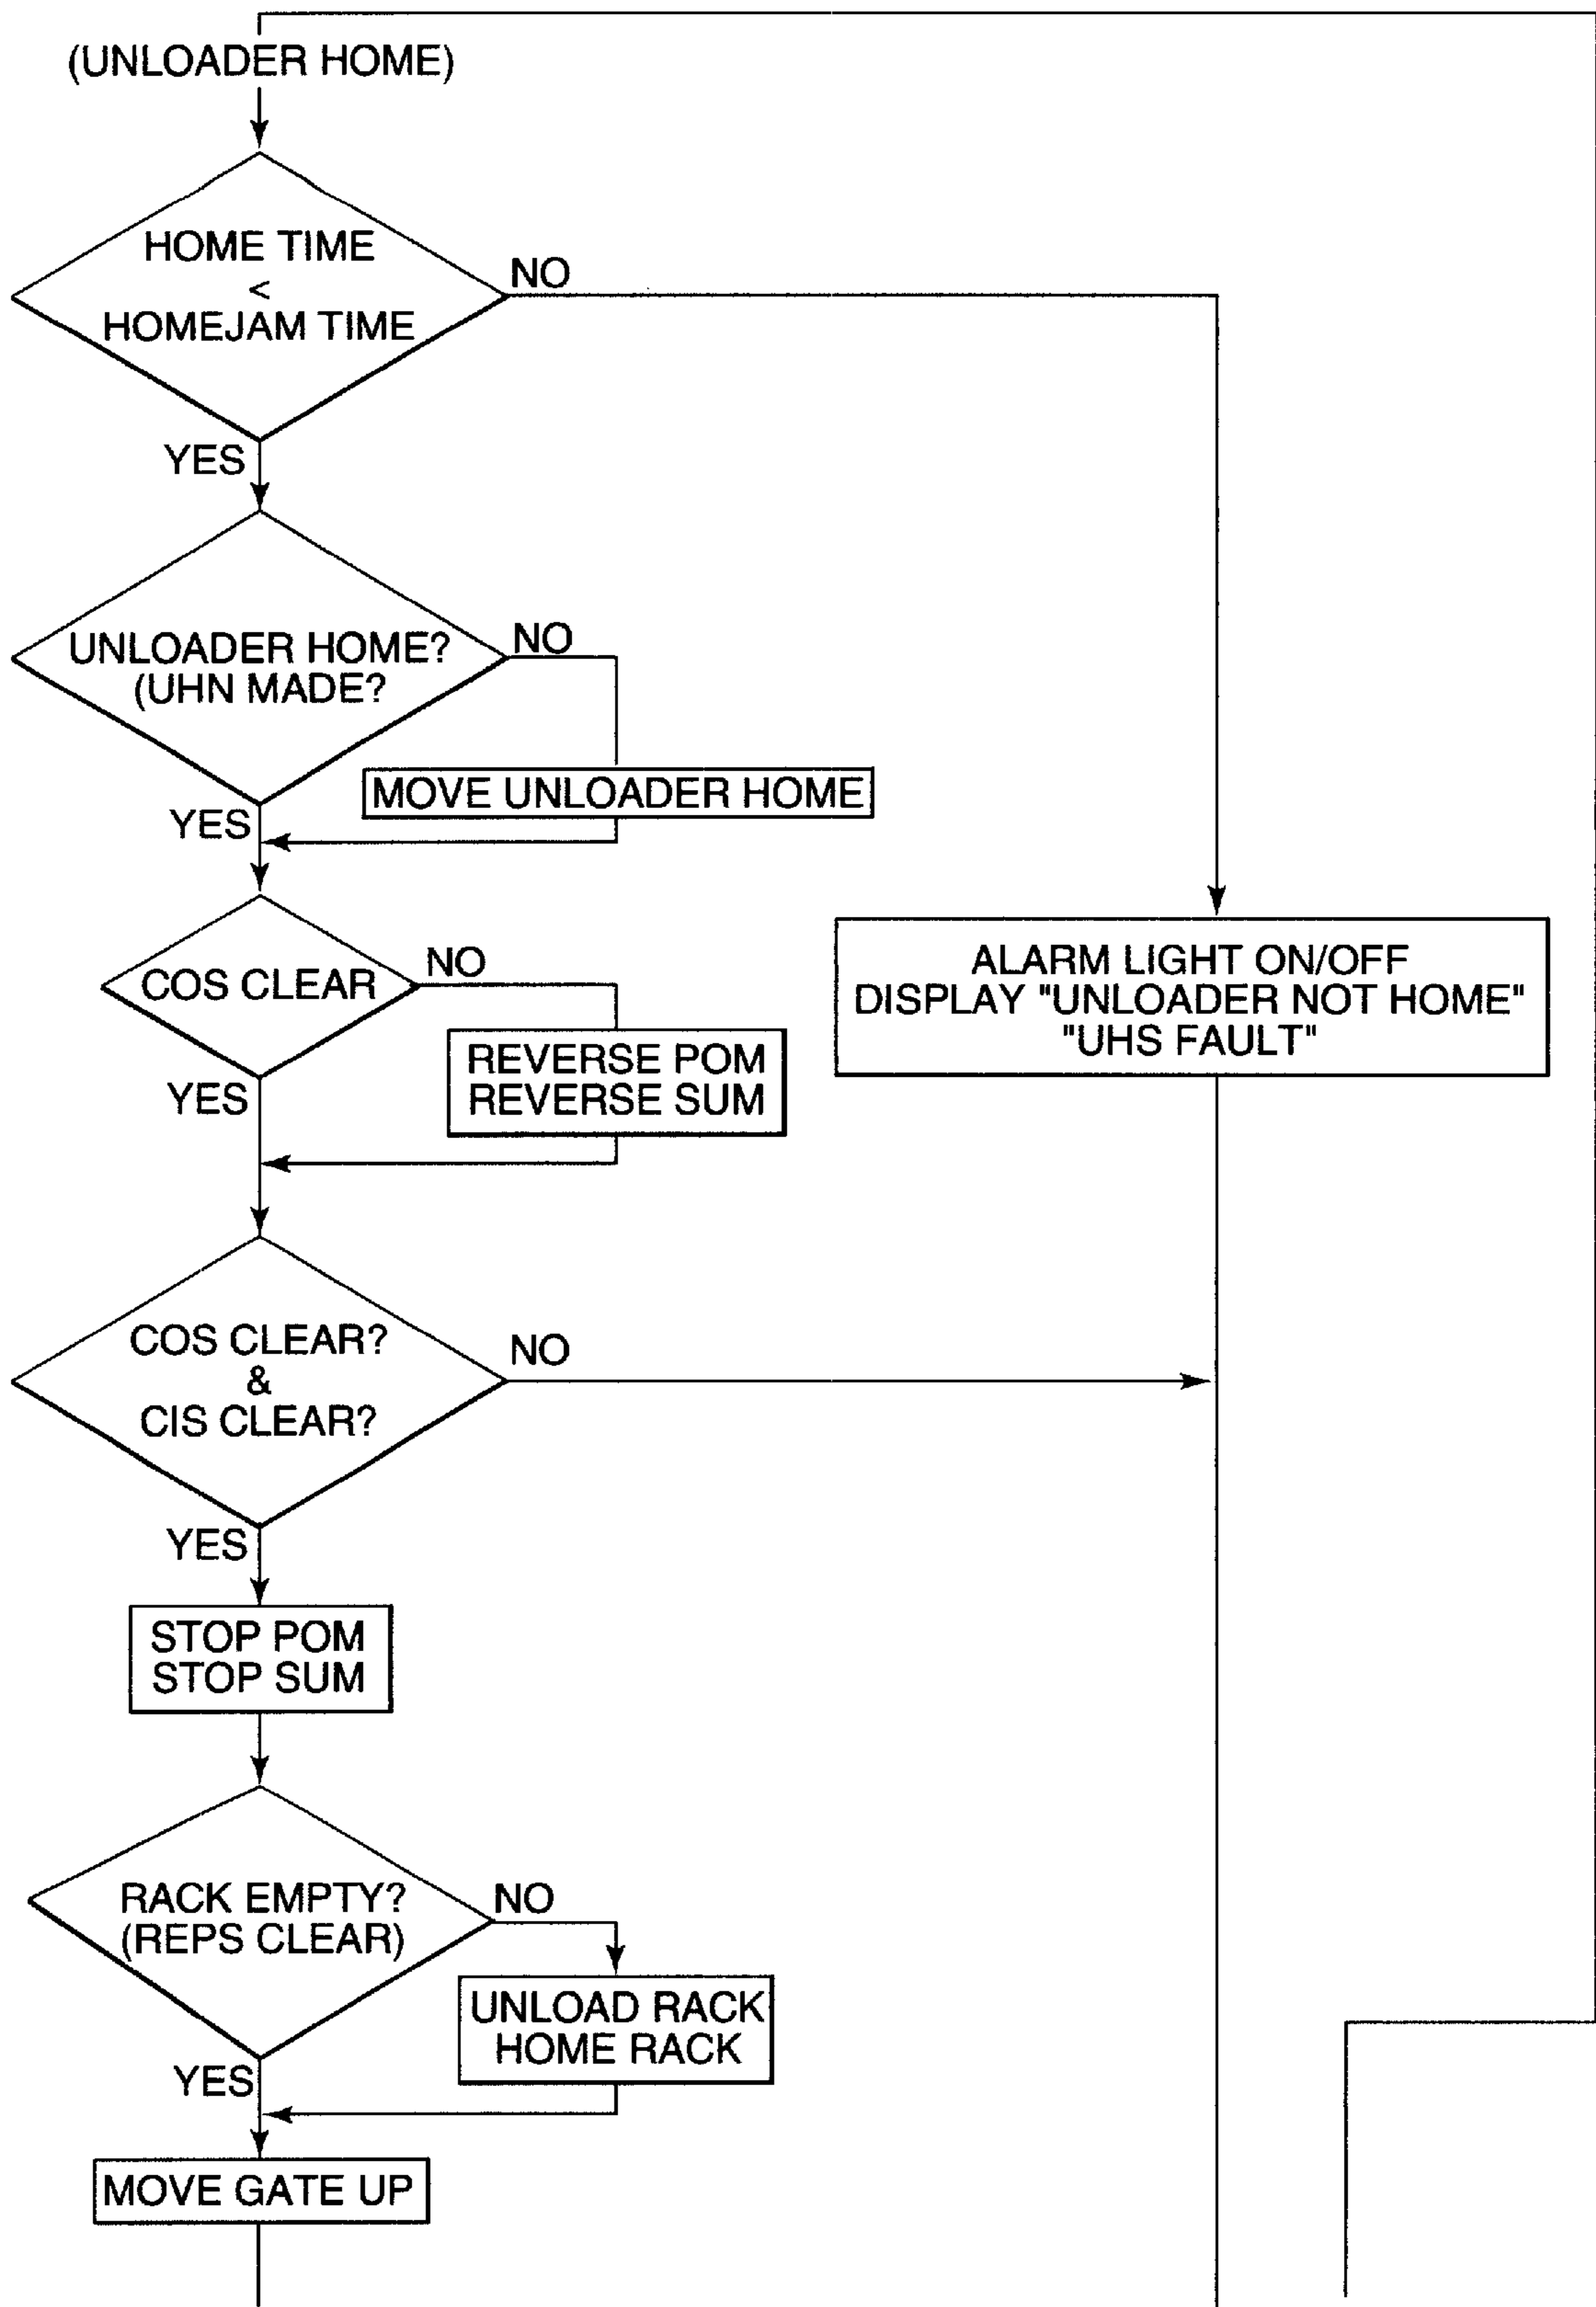 (UNLOADER HOME)
HOME TIME
<
HOMEJAM TIME
NO
YES
UNLOADER HOME?
(UHN MADE?
NO
MOVE UNLOADER HOME
YES
COS CLEAR
NO
REVERSE POM
REVERSE SUM
YES
ALARM LIGHT ON/OFF
DISPLAY "UNLOADER NOT HOME"
"UHS FAULT"
COS CLEAR?
&
CIS CLEAR?
NO
YES
STOP POM
STOP SUM
RACK EMPTY?
(REPS CLEAR)
NO
UNLOAD RACK
HOME RACK
YES
MOVE GATE UP